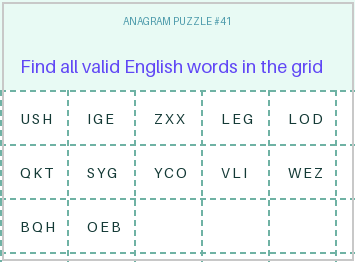 ANAGRAM PUZZLE #41
Find all valid English words in the grid
USH IGE ZXX LEG LOD
QKT SYG YCO VLI WEZ
BQH OEB